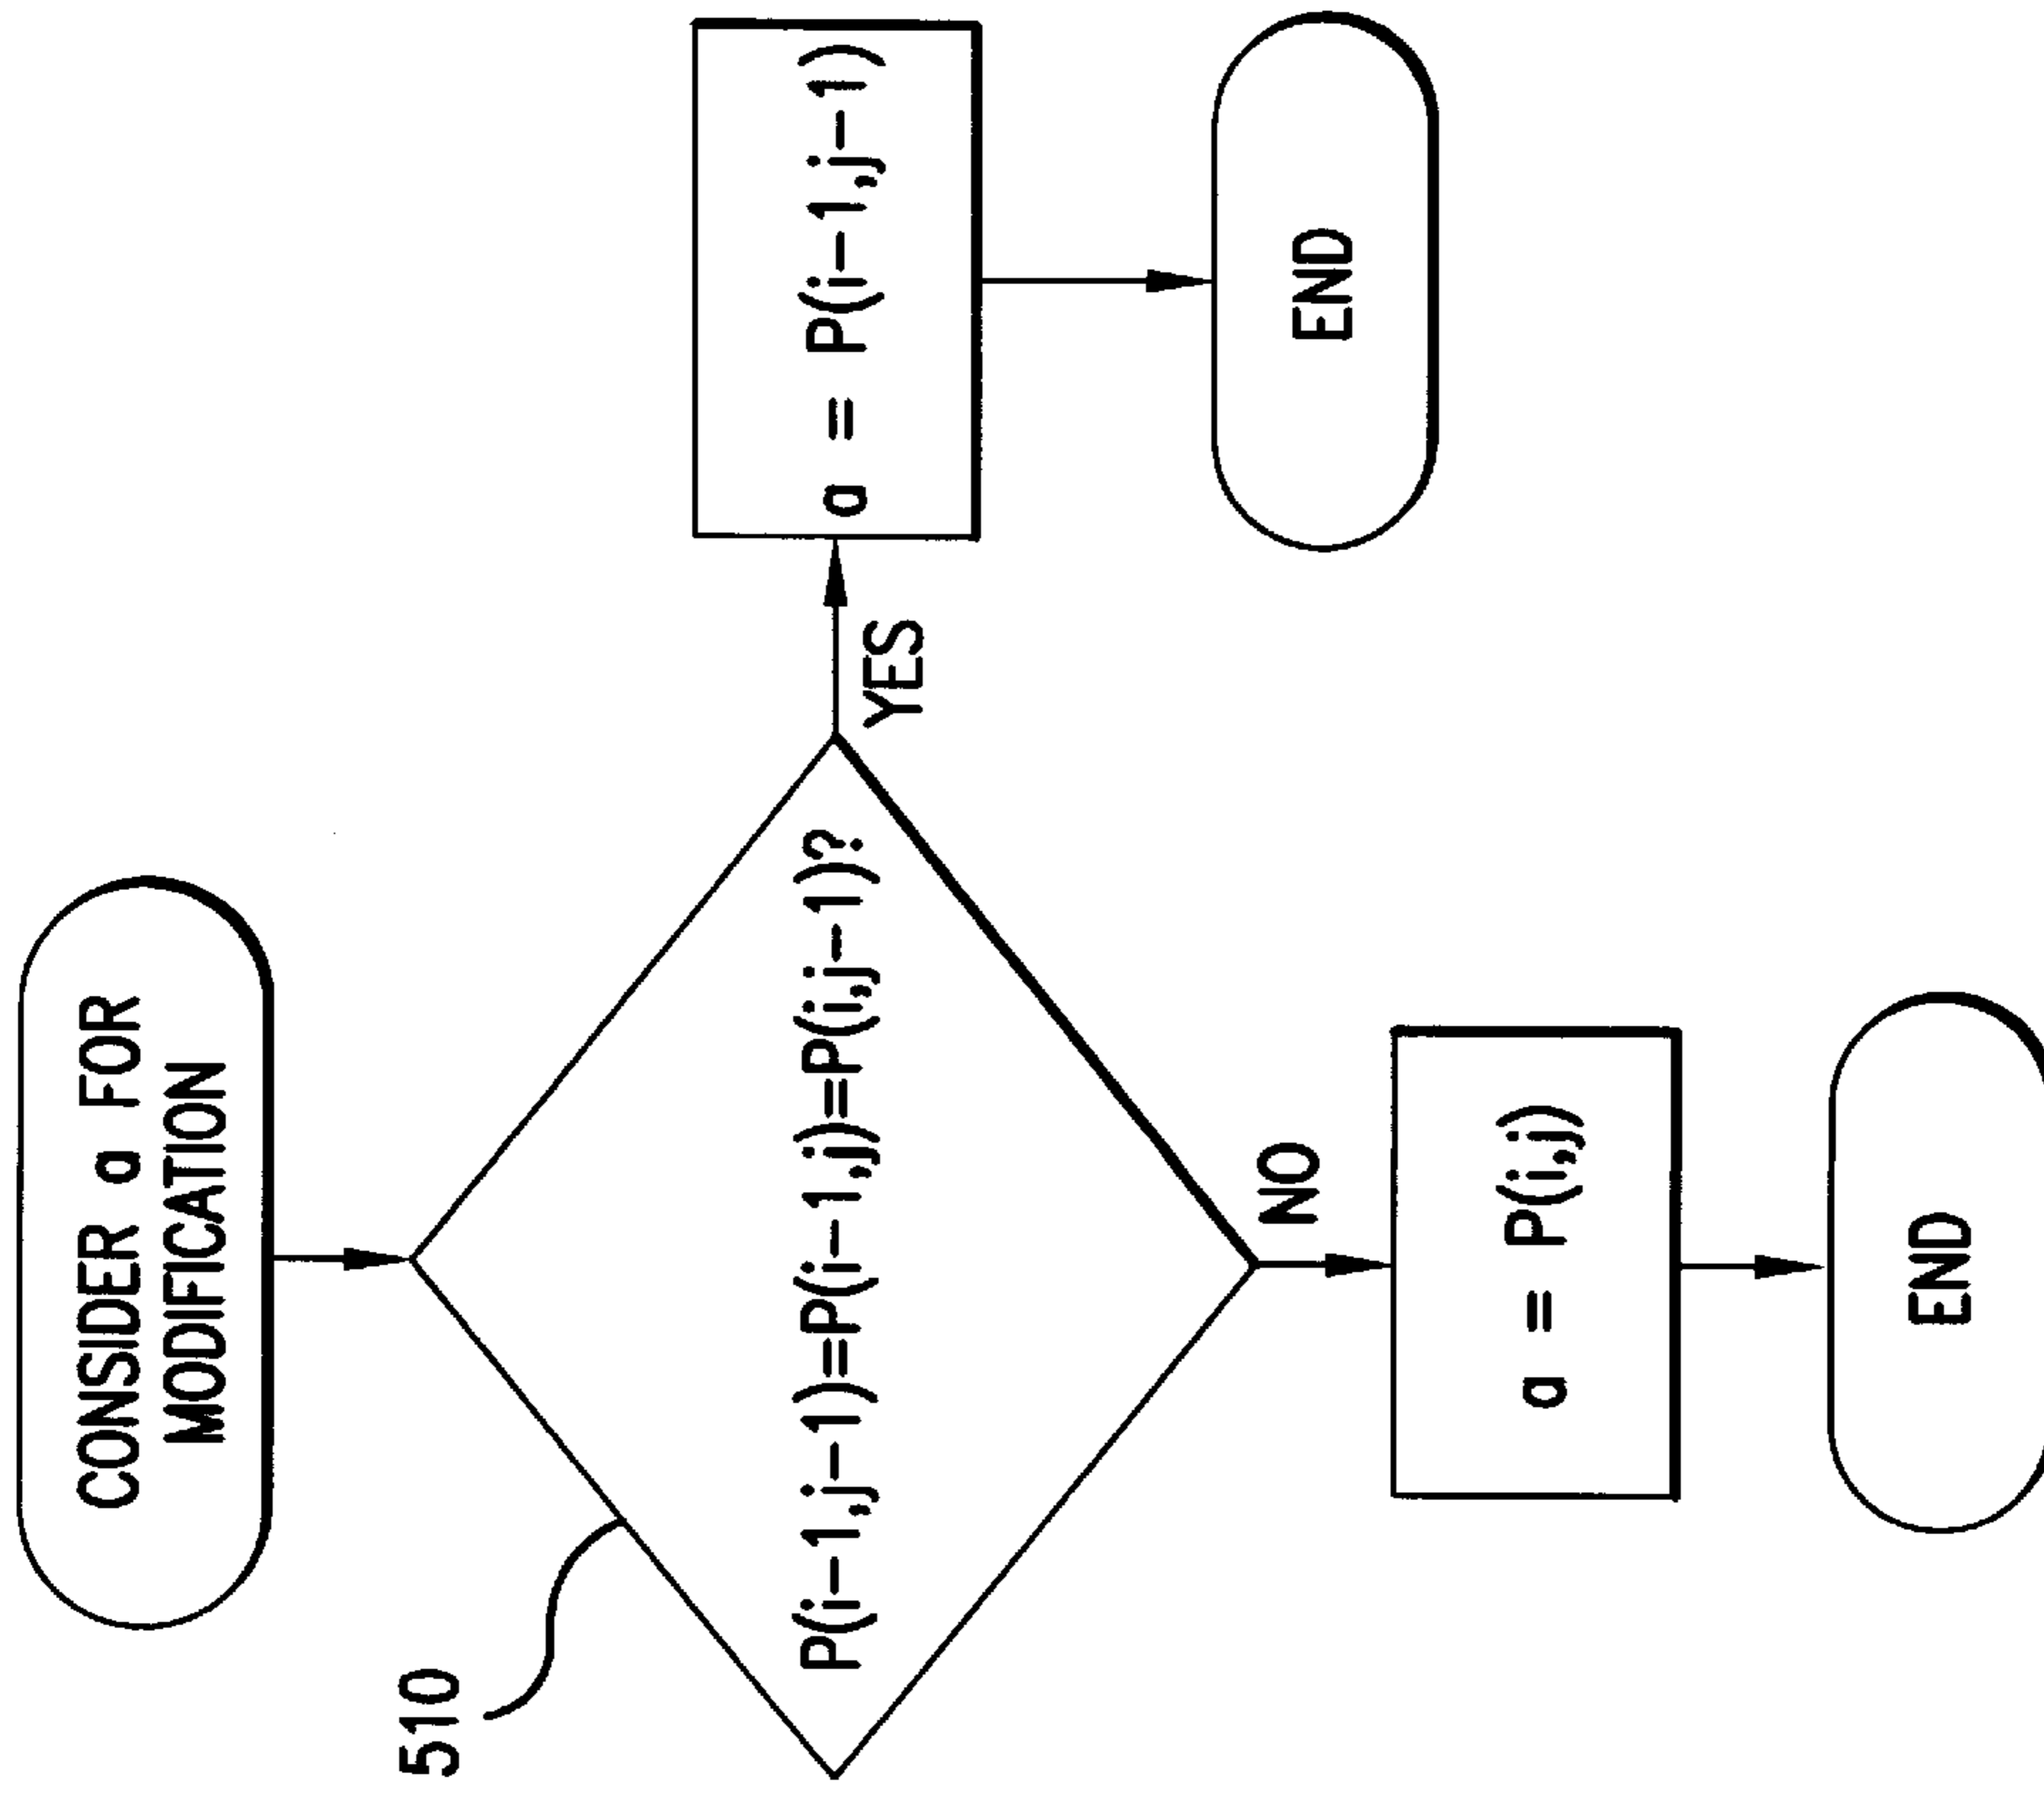 CONSIDER a FOR
MODIFICATION
510
P(i-1,j-1)=P(i-1,j)=P(i,j-1)?
YES
a = P(i-1,j-1)
END
NO
a = P(i,j)
END